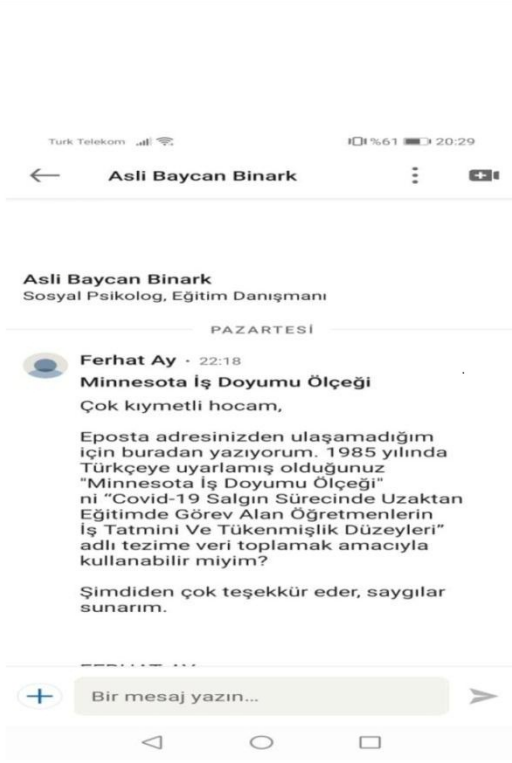 Turk Telekom
%61 20:29
Asli Baycan Binark
Asli Baycan Binark
Sosyal Psikolog, Eğitim Danışmanı
PAZARTESİ
Ferhat Ay · 22:18
Minnesota İş Doyumu Ölçeği
Çok kıymetli hocam,
Eposta adresinizden ulaşamadığım
için buradan yazıyorum. 1985 yılında
Türkçeye uyarlamış olduğunuz
"Minnesota İş Doyumu Ölçeği"
ni “Covid-19 Salgın Sürecinde Uzaktan
Eğitimde Görev Alan Öğretmenlerin
İş Tatmini Ve Tükenmişlik Düzeyleri”
adlı tezime veri toplamak amacıyla
kullanabilir miyim?
Şimdiden çok teşekkür eder, saygılar
sunarım.
Bir mesaj yazın...